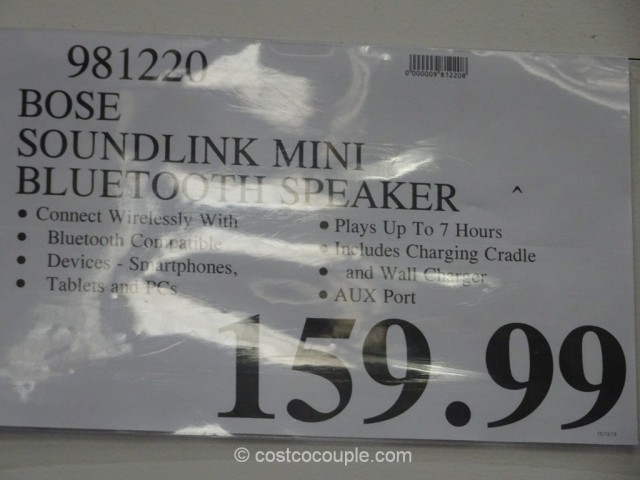 981220
0000009812208
BOSE
SOUNDLINK MINI
BLUETOOTH SPEAKER
• Connect Wirelessly With
• Bluetooth Compatible
• Devices - Smartphones,
• Tablets and PCs
• Plays Up To 7 Hours
• Includes Charging Cradle
• and Wall Charger
• AUX Port
159.99
© costcocouple.com